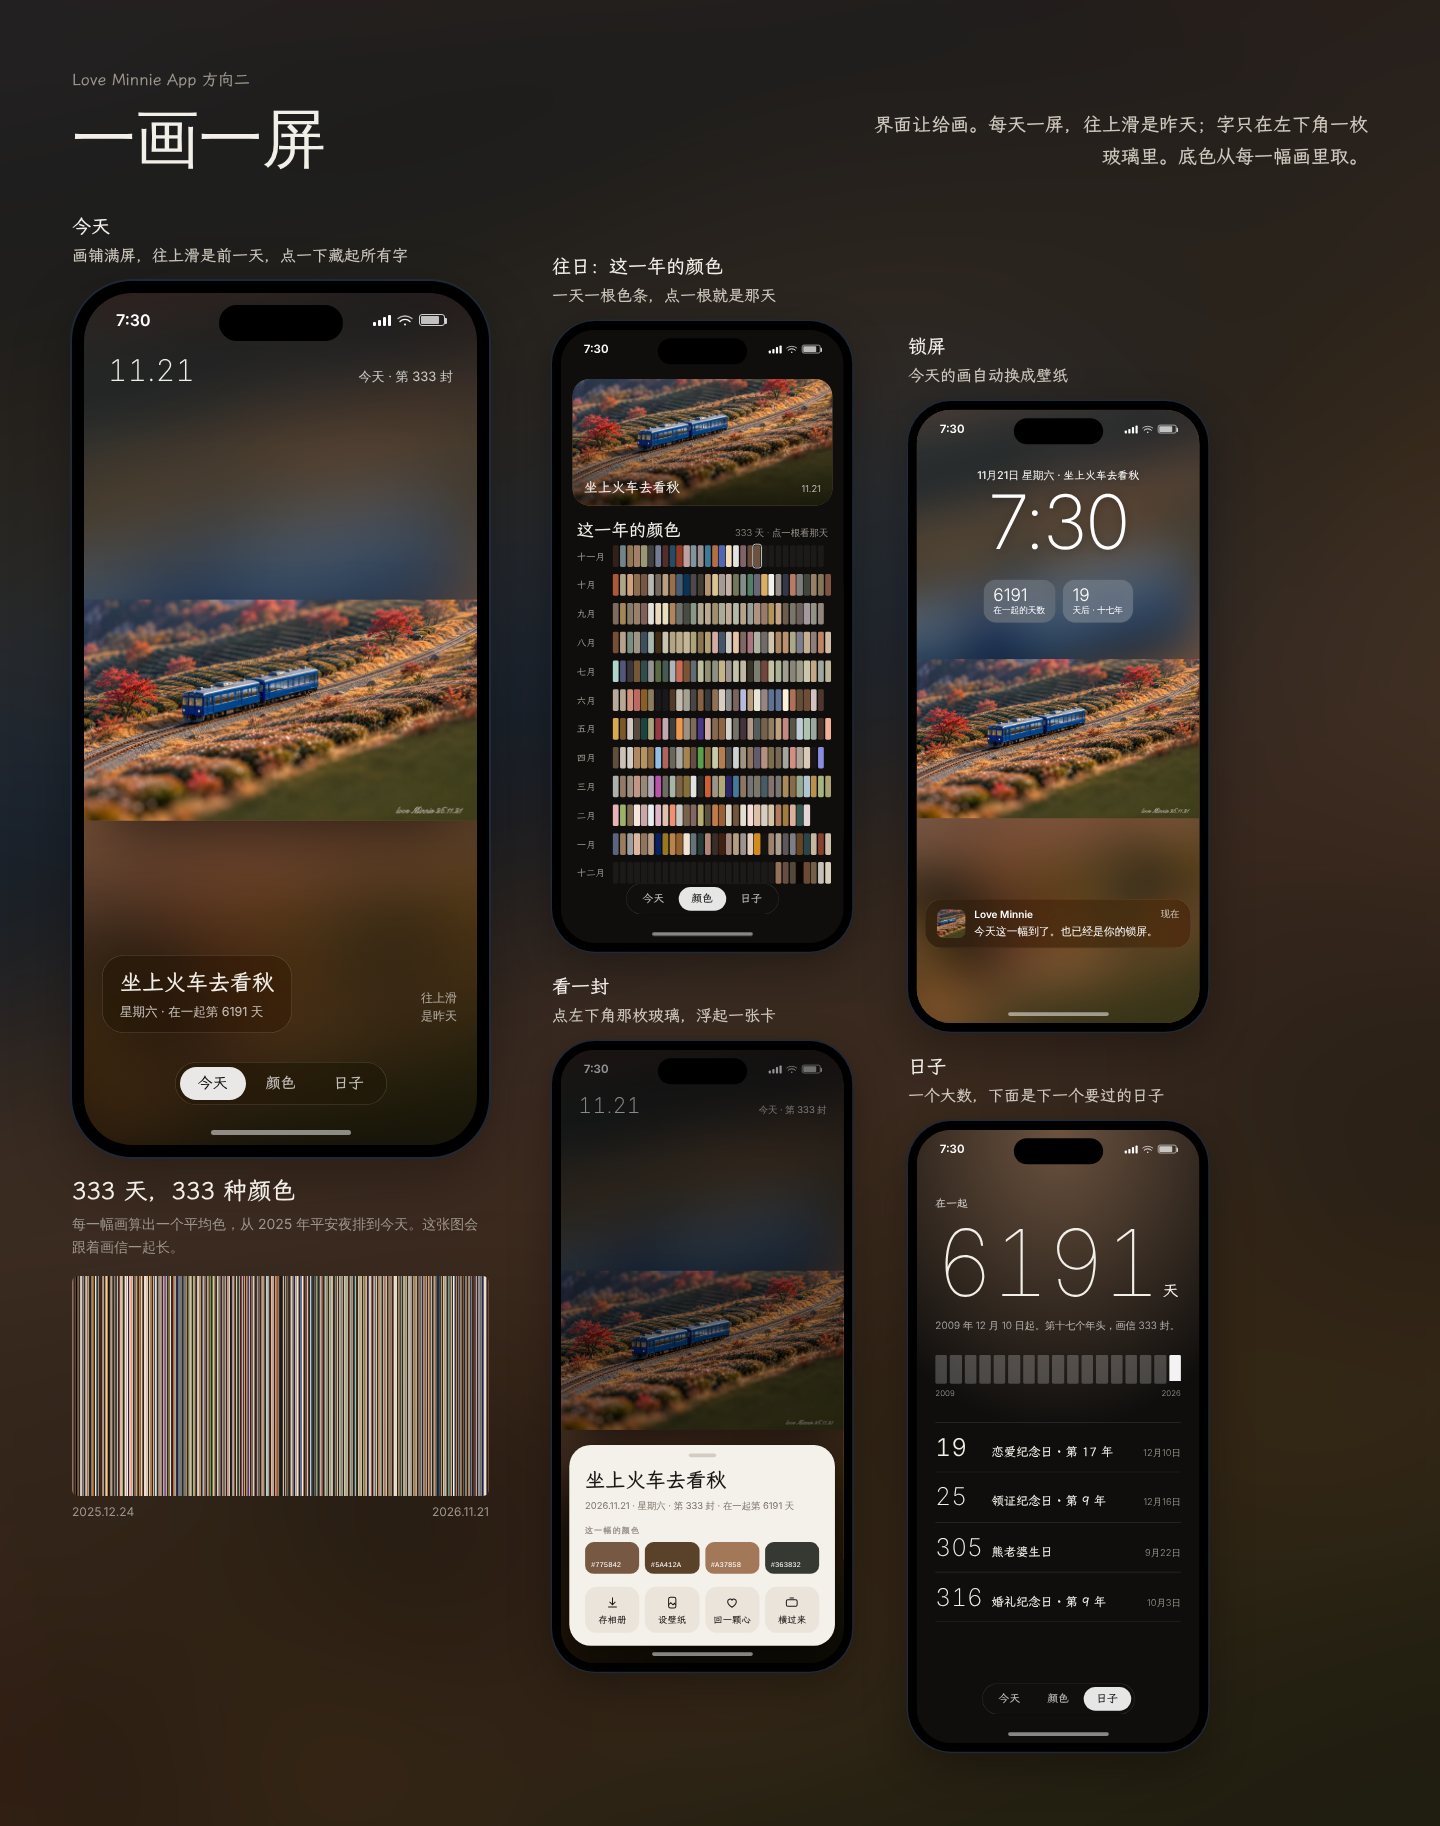 Love Minnie App 方向二
一画一屏
界面让给画。每天一屏，往上滑是昨天；字只在左下角一枚
玻璃里。底色从每一幅画里取。
今天
画铺满屏，往上滑是前一天，点一下藏起所有字
7:30
11.21
今天 · 第 333 封
love Minnie 26.11.21
坐上火车去看秋
星期六 · 在一起第 6191 天
往上滑
是昨天
今天 颜色 日子
333 天，333 种颜色
每一幅画算出一个平均色，从 2025 年平安夜排到今天。这张图会
跟着画信一起长。
2025.12.24
2026.11.21
往日：这一年的颜色
一天一根色条，点一根就是那天
7:30
坐上火车去看秋
11.21
这一年的颜色
333 天 · 点一根看那天
十一月
十月
九月
八月
七月
六月
五月
四月
三月
二月
一月
十二月
今天 颜色 日子
看一封
点左下角那枚玻璃，浮起一张卡
7:30
11.21
今天 · 第 333 封
love Minnie 26.11.21
坐上火车去看秋
2026.11.21 · 星期六 · 第 333 封 · 在一起第 6191 天
这一幅的颜色
#775842 #5A412A #A37858 #363832
存相册 设壁纸 回一颗心 横过来
锁屏
今天的画自动换成壁纸
7:30
11月21日 星期六 · 坐上火车去看秋
7:30
6191
在一起的天数
19
天后 · 十七年
love Minnie 26.11.21
Love Minnie
现在
今天这一幅到了。也已经是你的锁屏。
日子
一个大数，下面是下一个要过的日子
7:30
在一起
6191 天
2009 年 12 月 10 日起。第十七个年头，画信 333 封。
2009
2026
19 恋爱纪念日 · 第 17 年 12月10日
25 领证纪念日 · 第 9 年 12月16日
305 熊老婆生日 9月22日
316 婚礼纪念日 · 第 9 年 10月3日
今天 颜色 日子